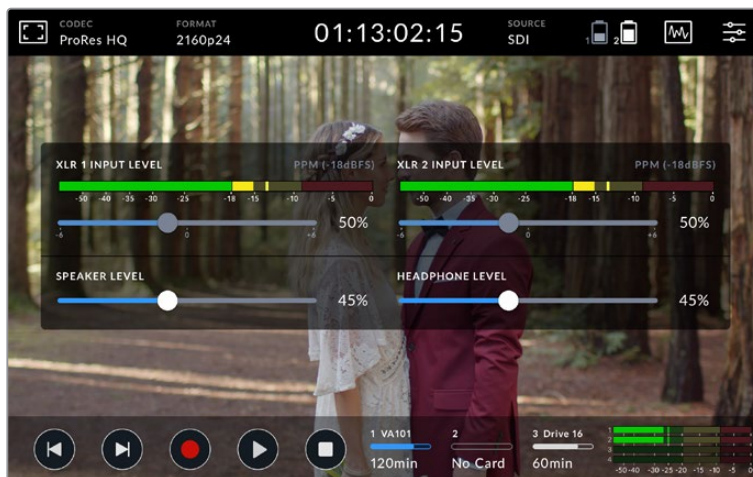 CODEC
ProRes HQ
FORMAT
2160p24
01:13:02:15
SOURCE
SDI
1
2
XLR 1 INPUT LEVEL
PPM (-18dBFS)
-50 -40 -35 -30 -25 -18 -15 -10 -5 0
50%
-6 0 +6
XLR 2 INPUT LEVEL
PPM (-18dBFS)
-50 -40 -35 -30 -25 -18 -15 -10 -5 0
50%
-6 0 +6
SPEAKER LEVEL
45%
HEADPHONE LEVEL
45%
1 VA101
120min
2
No Card
3 Drive 16
60min
1
2
3
4
-50 -40 -30 -25 -20 -15 -10 -5 0